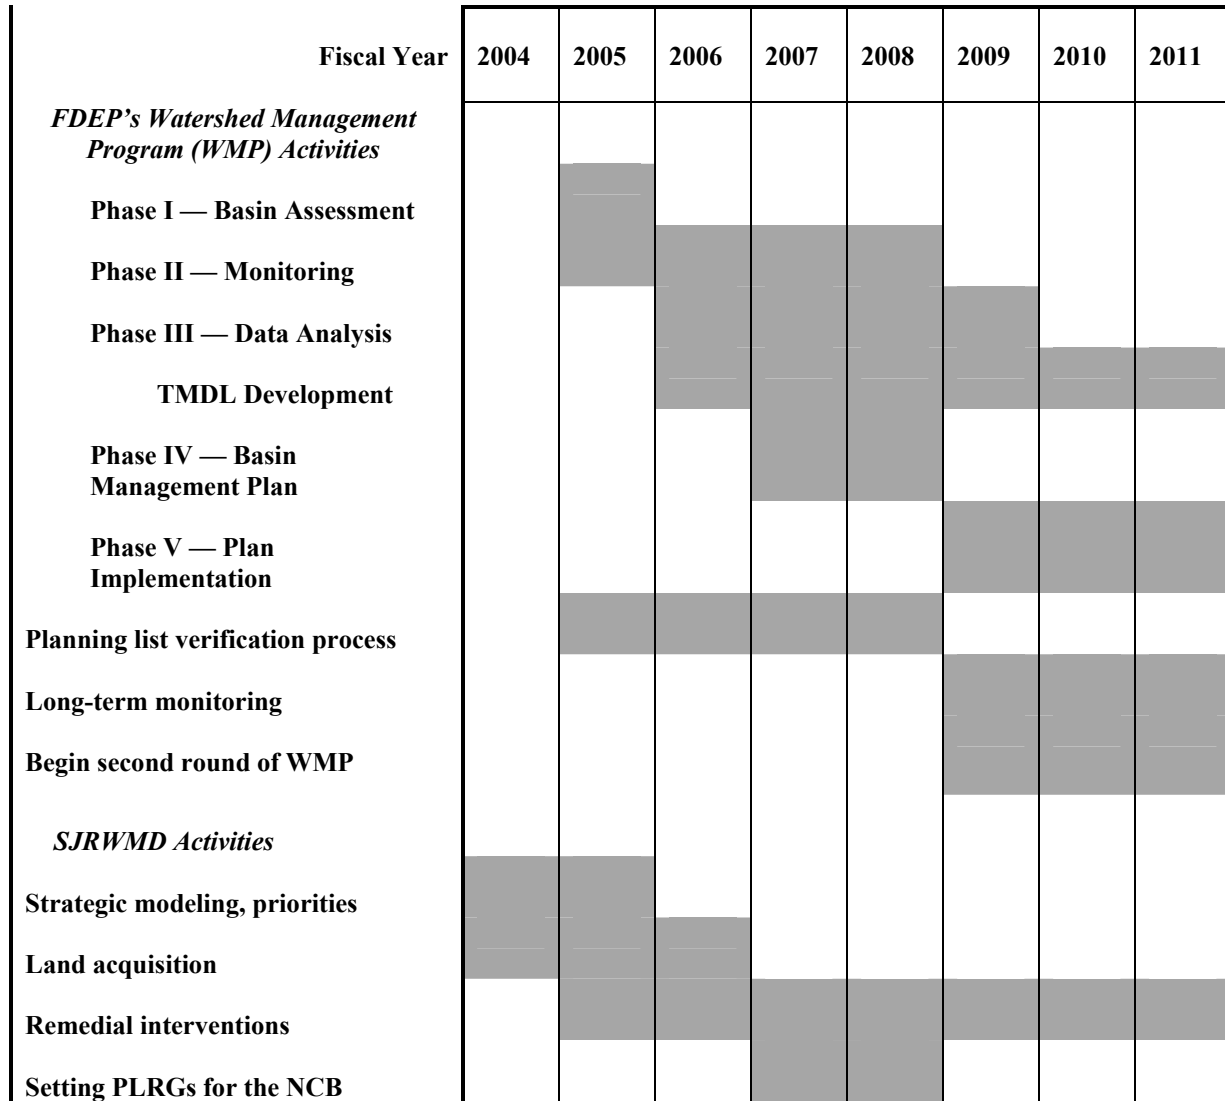 Fiscal Year 2004 2005 2006 2007 2008 2009 2010 2011
FDEP’s Watershed Management
Program (WMP) Activities
Phase I — Basin Assessment
Phase II — Monitoring
Phase III — Data Analysis
TMDL Development
Phase IV — Basin
Management Plan
Phase V — Plan
Implementation
Planning list verification process
Long-term monitoring
Begin second round of WMP
SJRWMD Activities
Strategic modeling, priorities
Land acquisition
Remedial interventions
Setting PLRGs for the NCB